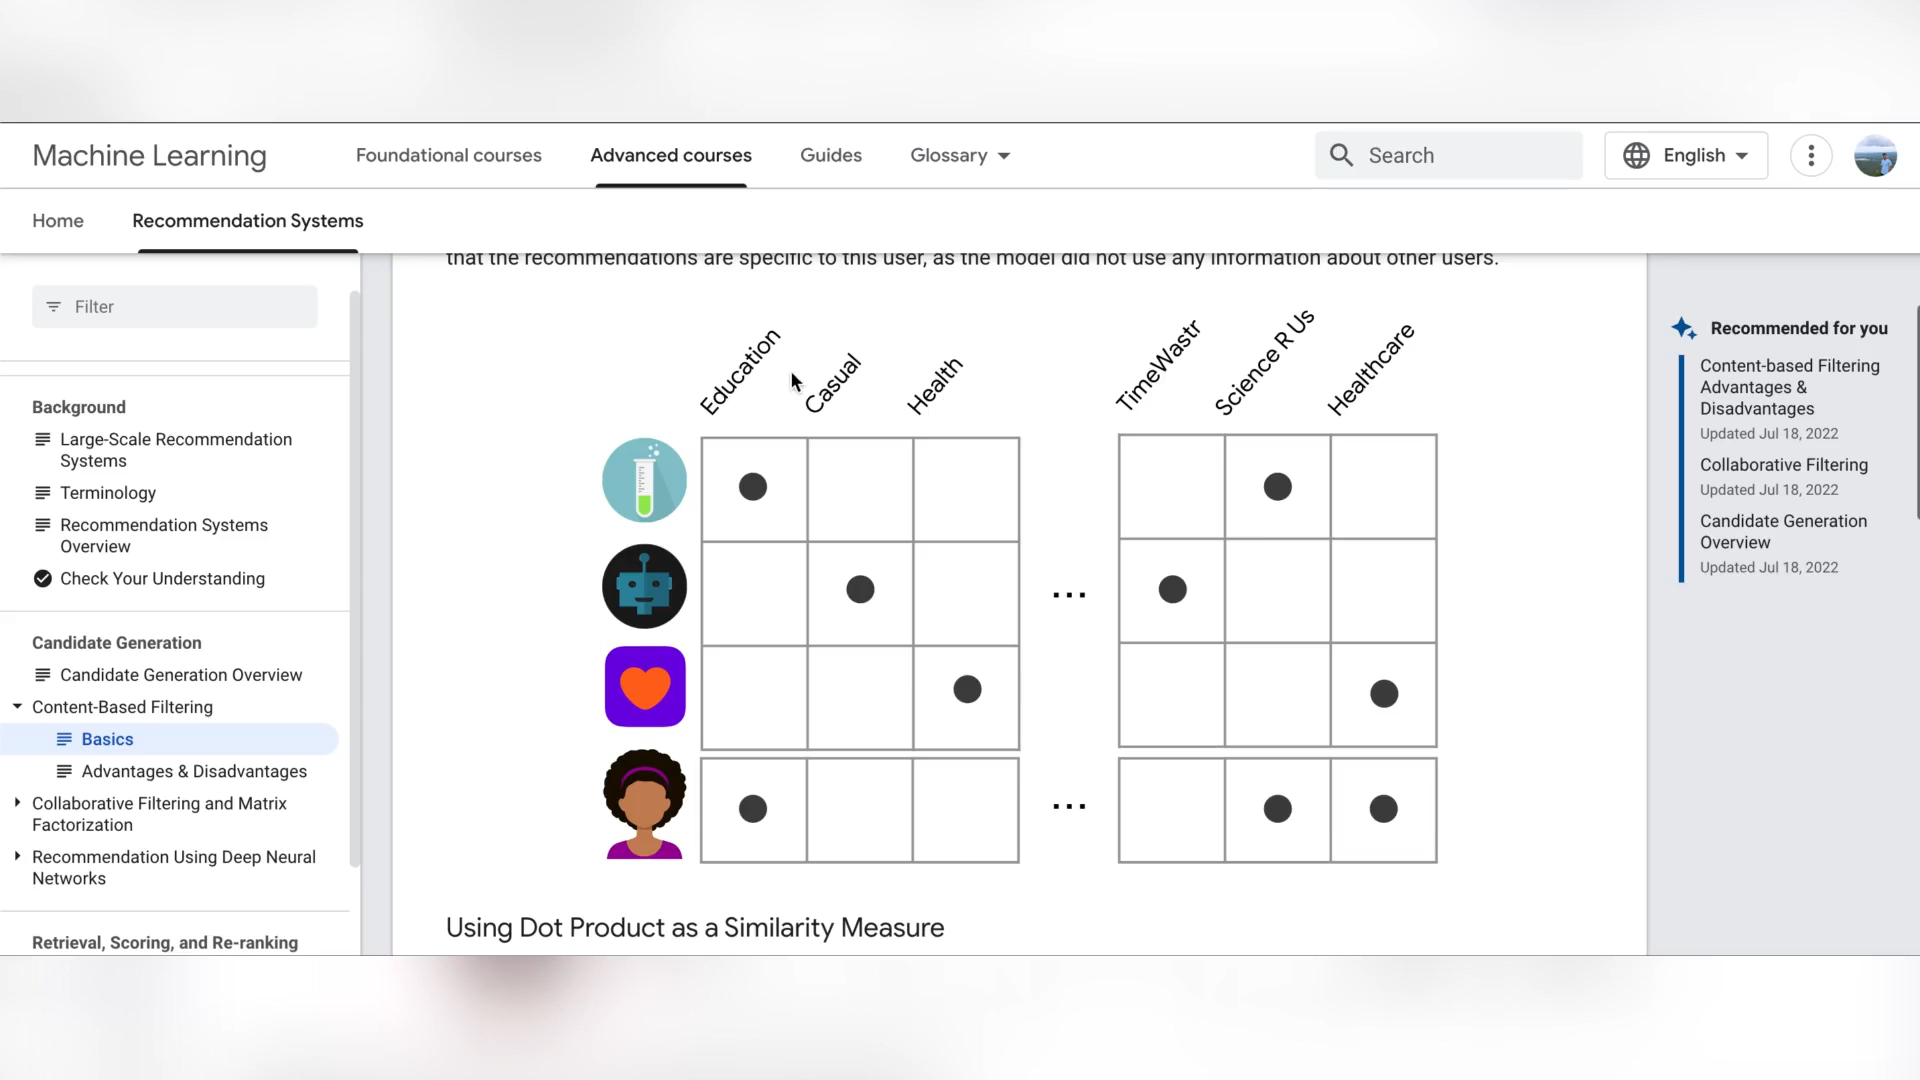 Machine Learning
Foundational courses
Advanced courses
Guides
Glossary
Search
English
Home
Recommendation Systems
that the recommendations are specific to this user, as the model did not use any information about other users.
Filter
Background
Large-Scale Recommendation
Systems
Terminology
Recommendation Systems
Overview
Check Your Understanding
Candidate Generation
Candidate Generation Overview
Content-Based Filtering
Basics
Advantages & Disadvantages
Collaborative Filtering and Matrix
Factorization
Recommendation Using Deep Neural
Networks
Retrieval, Scoring, and Re-ranking
Education
Casual
Health
TimeWastr
Science R Us
Healthcare
...
...
Using Dot Product as a Similarity Measure
Recommended for you
Content-based Filtering
Advantages &
Disadvantages
Updated Jul 18, 2022
Collaborative Filtering
Updated Jul 18, 2022
Candidate Generation
Overview
Updated Jul 18, 2022